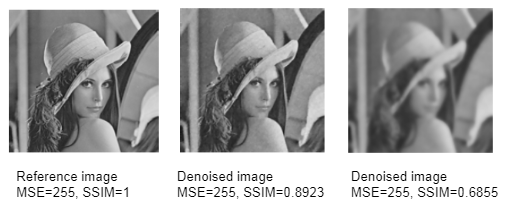 Reference image
MSE=255, SSIM=1
Denoised image
MSE=255, SSIM=0.8923
Denoised image
MSE=255, SSIM=0.6855